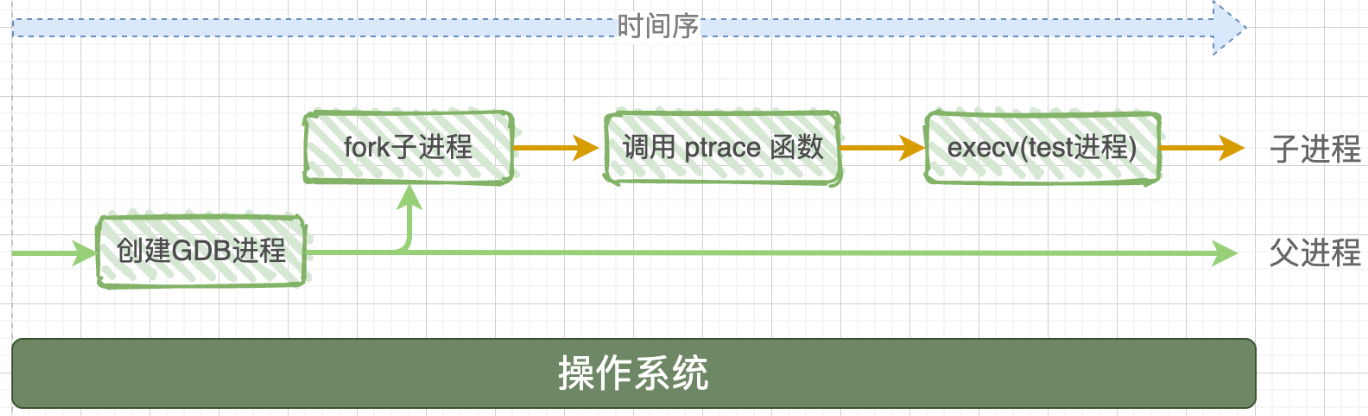 时间序
fork子进程
调用 ptrace 函数
execv(test进程)
子进程
创建GDB进程
父进程
操作系统